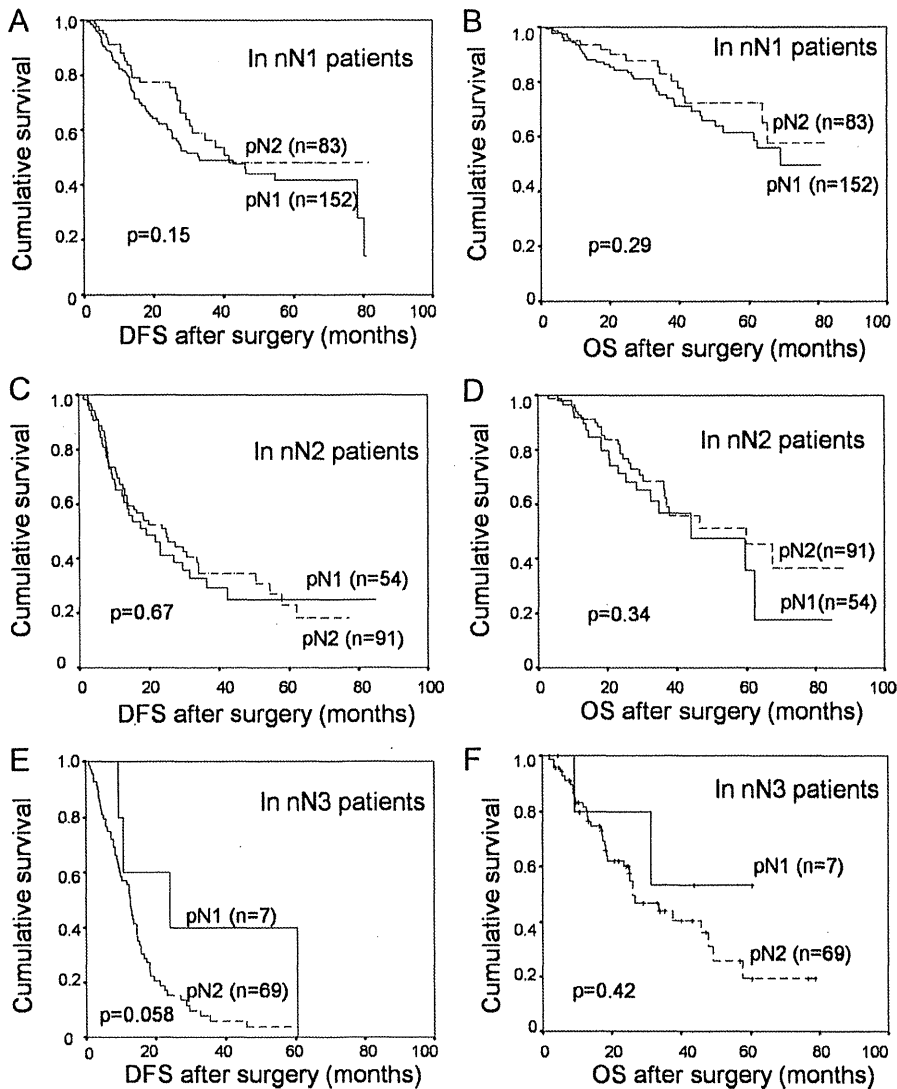 A
1.0
In nN1 patients
0.8
0.6
pN2 (n=83)
0.4
pN1 (n=152)
0.2
p=0.15
0
0 20 40 60 80 100
Cumulative survival
DFS after surgery (months)
B
1.0
In nN1 patients
0.8
0.6
pN2 (n=83)
pN1 (n=152)
0.4
0.2
p=0.29
0.0
0 20 40 60 80 100
Cumulative survival
OS after surgery (months)
C
1.0
In nN2 patients
0.8
0.6
0.4
pN1 (n=54)
0.2
p=0.67
pN2 (n=91)
0
0 20 40 60 80 100
Cumulative survival
DFS after surgery (months)
D
1.0
In nN2 patients
0.8
0.6
pN2(n=91)
0.4
pN1(n=54)
0.2
p=0.34
0.0
0 20 40 60 80 100
Cumulative survival
OS after surgery (months)
E
1.0
In nN3 patients
0.8
0.6
pN1 (n=7)
0.4
0.2
pN2 (n=69)
p=0.058
0
0 20 40 60 80 100
Cumulative survival
DFS after surgery (months)
F
1.0
In nN3 patients
0.8
0.6
pN1 (n=7)
0.4
pN2 (n=69)
0.2
p=0.42
0.0
0 20 40 60 80 100
Cumulative survival
OS after surgery (months)